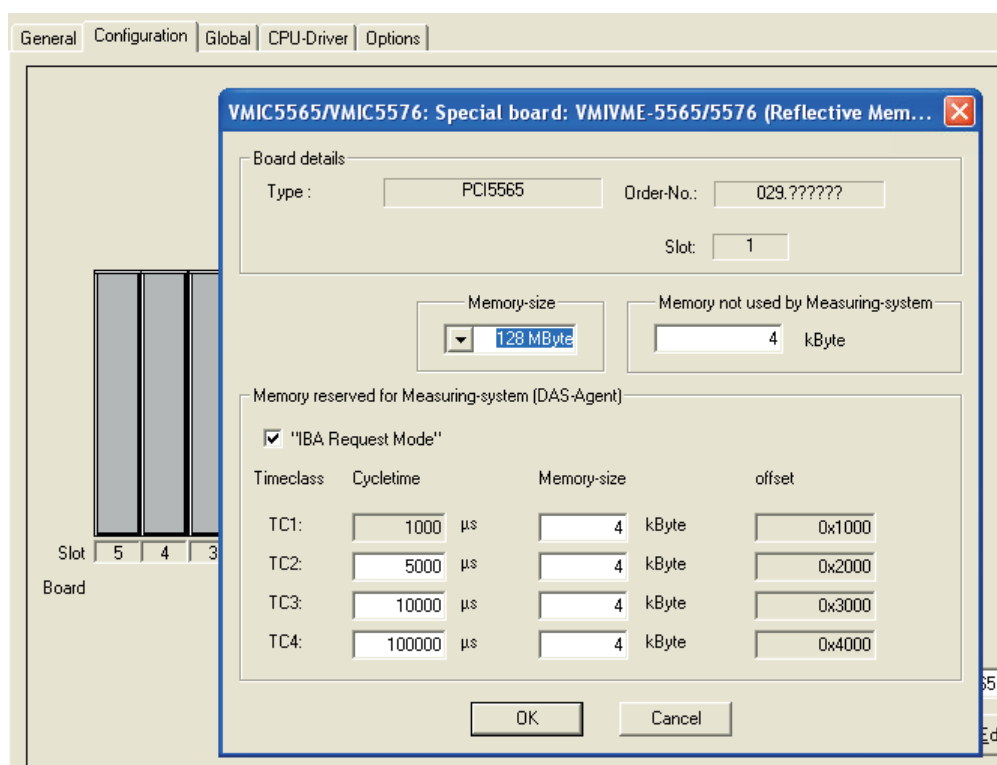 General Configuration Global CPU-Driver Options
VMIC5565/VMIC5576: Special board: VMIVME-5565/5576 (Reflective Mem...
Board details
Type : PCI5565 Order-No.: 029.??????
Slot: 1
Memory-size Memory not used by Measuring-system
128 MByte 4 kByte
Memory reserved for Measuring-system (DAS-Agent)
"IBA Request Mode"
Timeclass Cycletime Memory-size offset
TC1: 1000 µs 4 kByte 0x1000
TC2: 5000 µs 4 kByte 0x2000
TC3: 10000 µs 4 kByte 0x3000
TC4: 100000 µs 4 kByte 0x4000
Slot 5 4 3
Board
OK Cancel